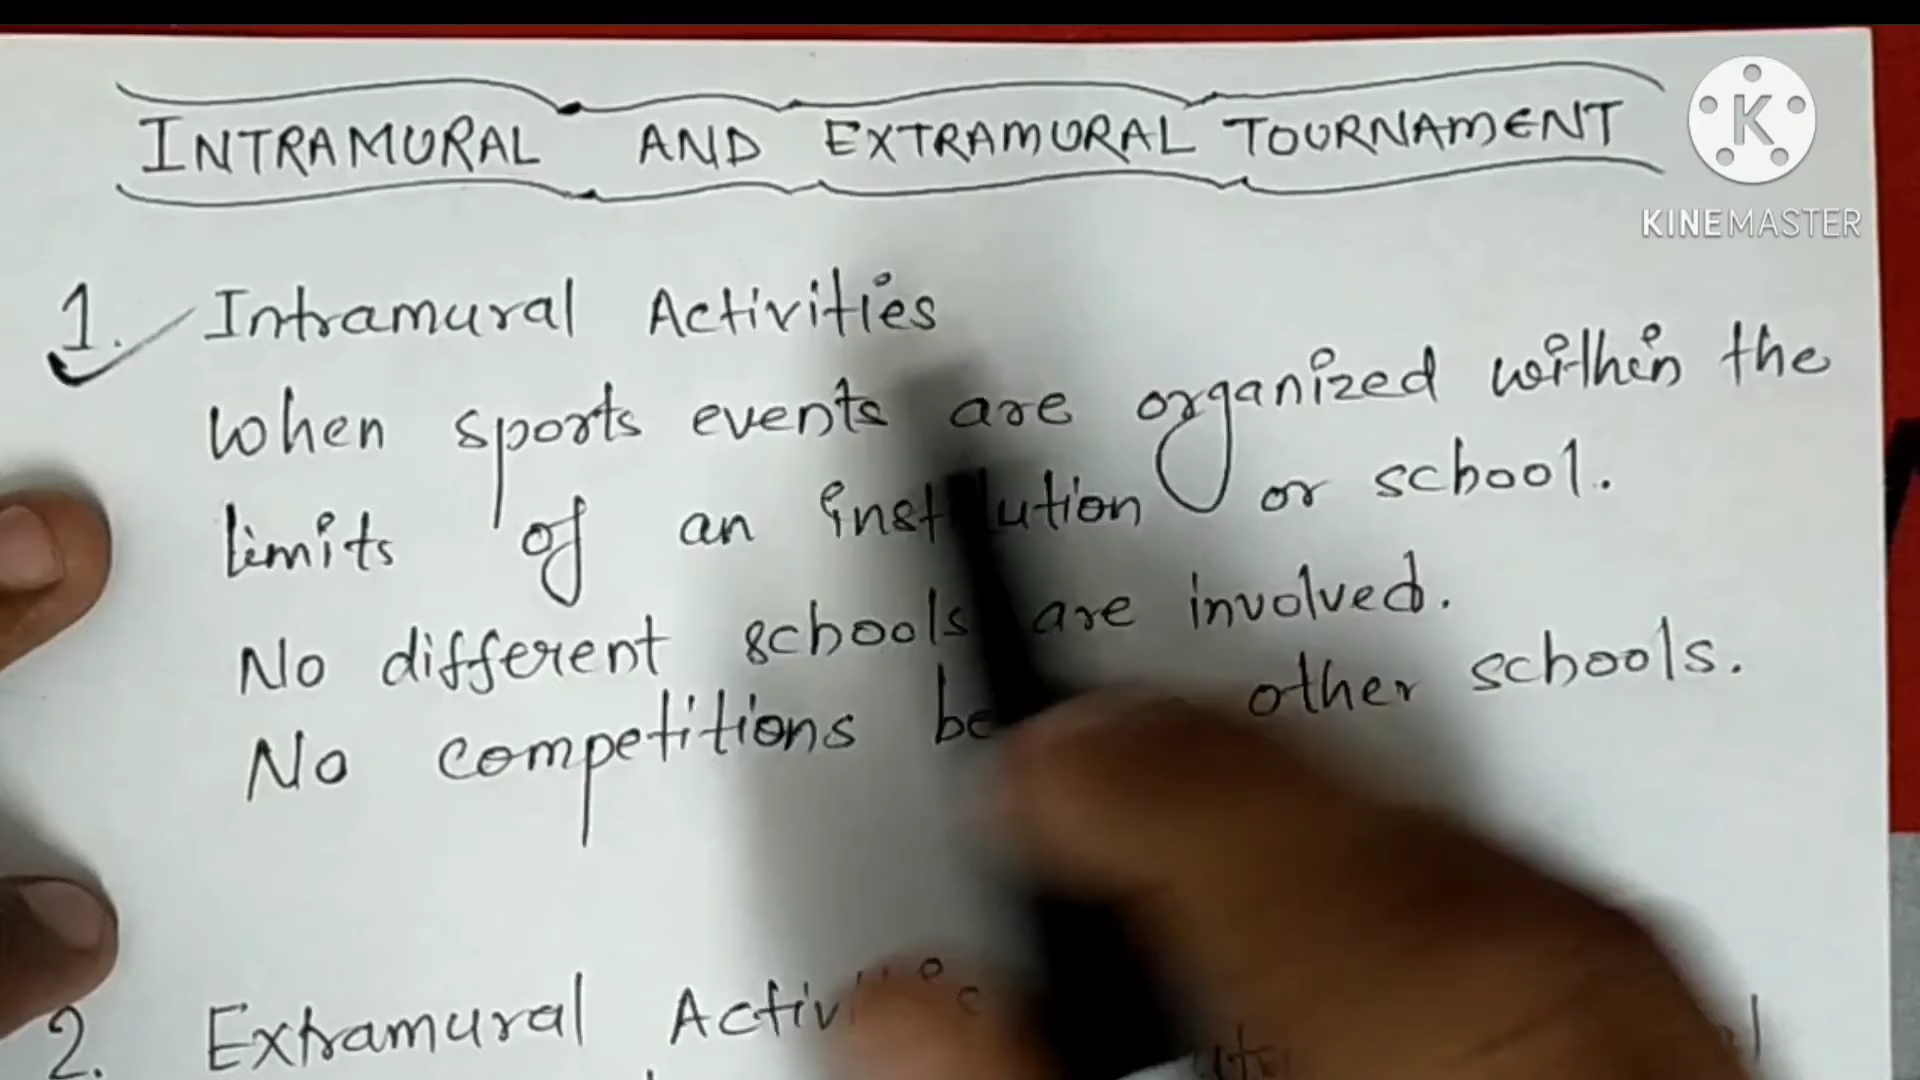 INTRAMURAL AND EXTRAMURAL TOURNAMENT
KINEMASTER
1. Intramural Activities
When sports events are organized within the
limits of an or school.
No different schools are involved.
No competitions other schools.
2. Extramural